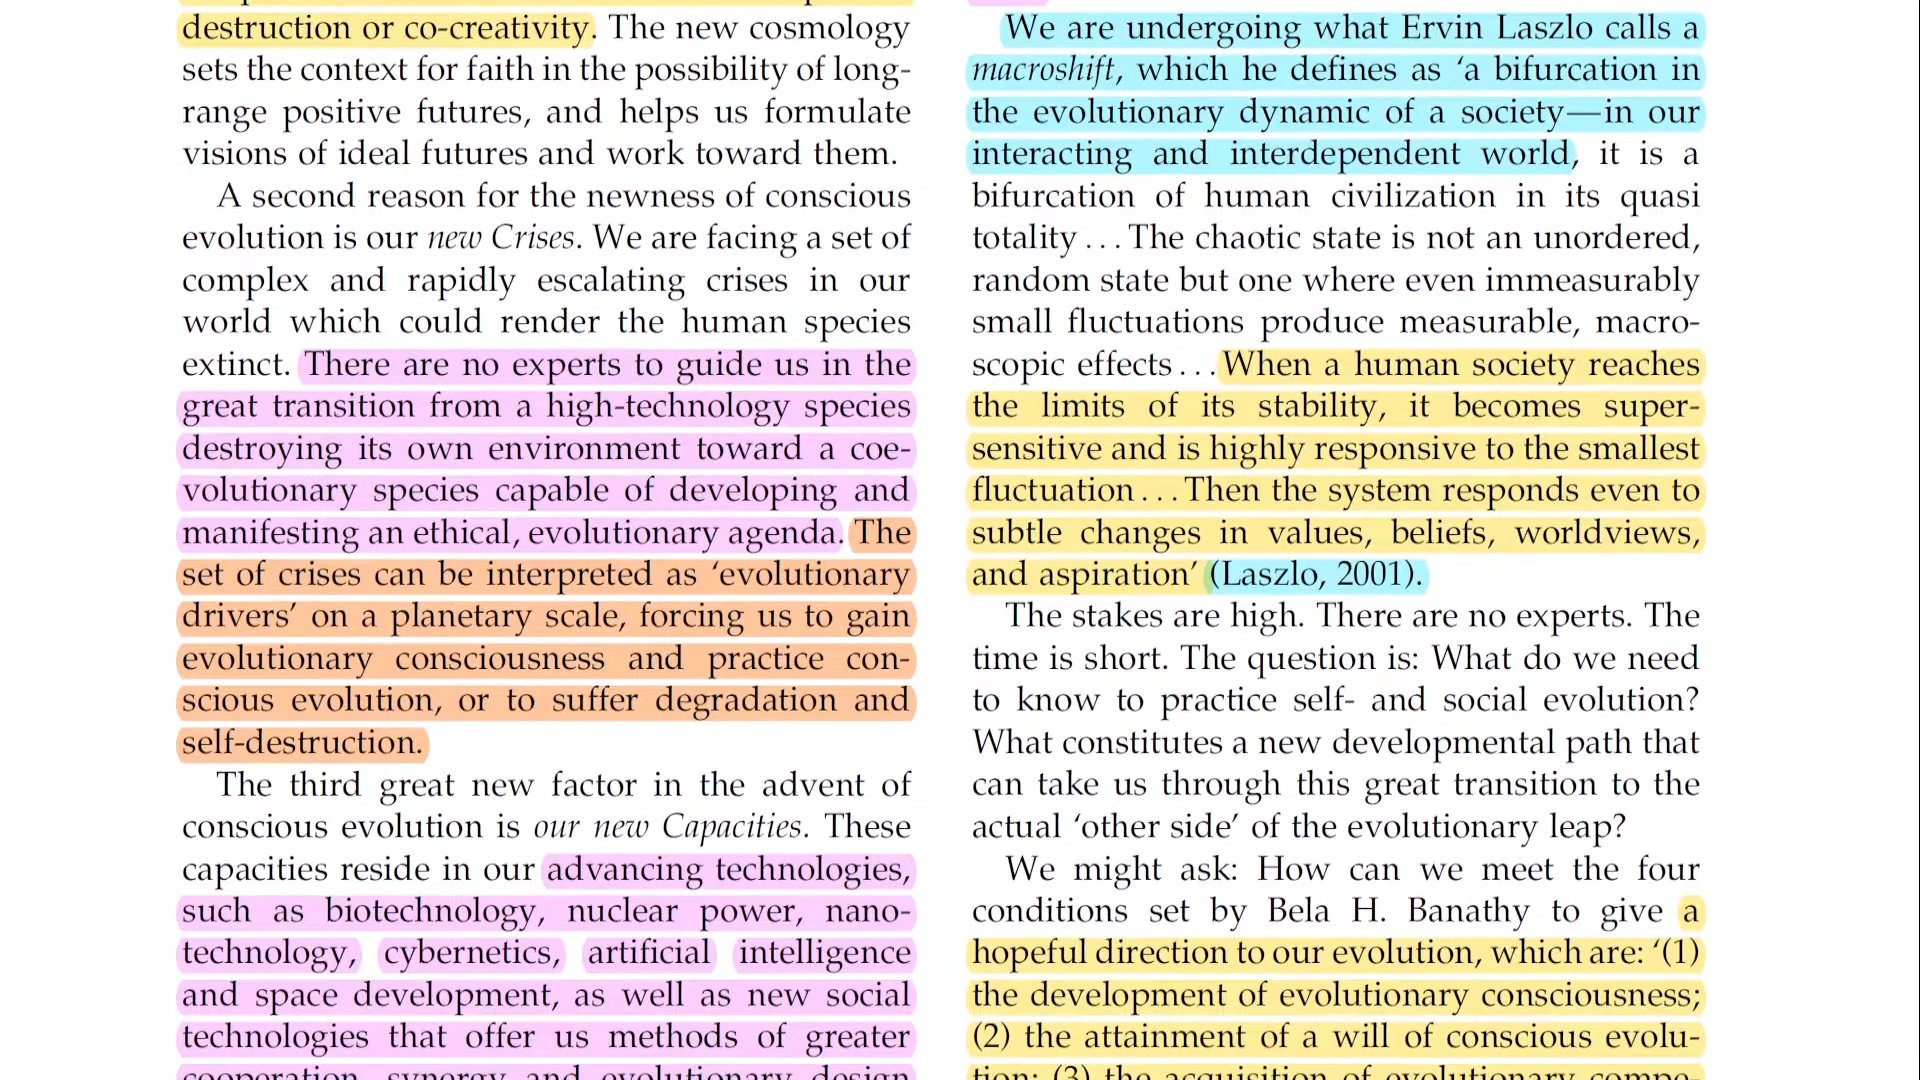 destruction or co-creativity. The new cosmology
sets the context for faith in the possibility of long-
range positive futures, and helps us formulate
visions of ideal futures and work toward them.
A second reason for the newness of conscious
evolution is our new Crises. We are facing a set of
complex and rapidly escalating crises in our
world which could render the human species
extinct. There are no experts to guide us in the
great transition from a high-technology species
destroying its own environment toward a coe-
volutionary species capable of developing and
manifesting an ethical, evolutionary agenda. The
set of crises can be interpreted as ‘evolutionary
drivers’ on a planetary scale, forcing us to gain
evolutionary consciousness and practice con-
scious evolution, or to suffer degradation and
self-destruction.
The third great new factor in the advent of
conscious evolution is our new Capacities. These
capacities reside in our advancing technologies,
such as biotechnology, nuclear power, nano-
technology, cybernetics, artificial intelligence
and space development, as well as new social
technologies that offer us methods of greater
cooperation, synergy and evolutionary design
We are undergoing what Ervin Laszlo calls a
macroshift, which he defines as ‘a bifurcation in
the evolutionary dynamic of a society—in our
interacting and interdependent world, it is a
bifurcation of human civilization in its quasi
totality . . . The chaotic state is not an unordered,
random state but one where even immeasurably
small fluctuations produce measurable, macro-
scopic effects . . . When a human society reaches
the limits of its stability, it becomes super-
sensitive and is highly responsive to the smallest
fluctuation . . . Then the system responds even to
subtle changes in values, beliefs, worldviews,
and aspiration’ (Laszlo, 2001).
The stakes are high. There are no experts. The
time is short. The question is: What do we need
to know to practice self- and social evolution?
What constitutes a new developmental path that
can take us through this great transition to the
actual ‘other side’ of the evolutionary leap?
We might ask: How can we meet the four
conditions set by Bela H. Banathy to give a
hopeful direction to our evolution, which are: ‘(1)
the development of evolutionary consciousness;
(2) the attainment of a will of conscious evolu-
tion; (3) the acquisition of evolutionary compe-